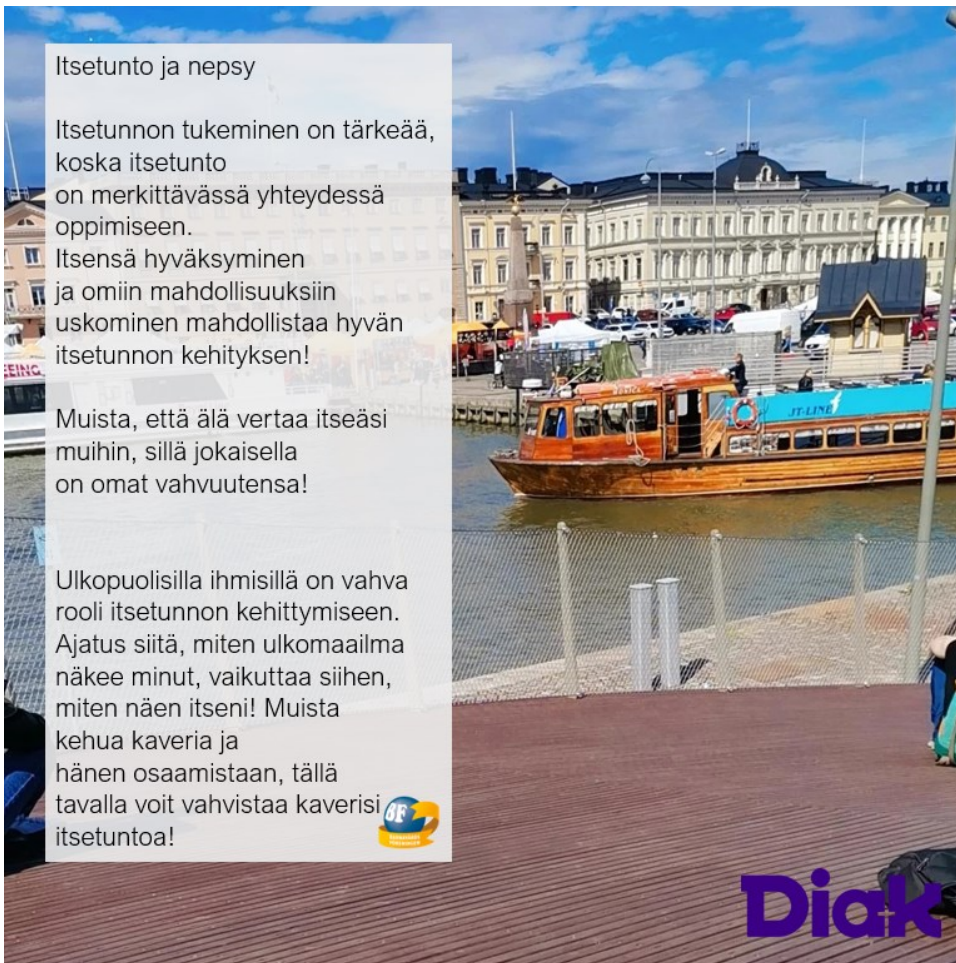 Itsetunto ja nepsy
Itsetunnon tukeminen on tärkeää,
koska itsetunto
on merkittävässä yhteydessä
oppimiseen.
Itsensä hyväksyminen
ja omiin mahdollisuuksiin
uskominen mahdollistaa hyvän
itsetunnon kehityksen!
Muista, että älä vertaa itseäsi
muihin, sillä jokaisella
on omat vahvuutensa!
Ulkopuolisilla ihmisillä on vahva
rooli itsetunnon kehittymiseen.
Ajatus siitä, miten ulkomaailma
näkee minut, vaikuttaa siihen,
miten näen itseni! Muista
kehua kaveria ja
hänen osaamistaan, tällä
tavalla voit vahvistaa kaverisi
itsetuntoa!
BF
JT-LINE
Diak